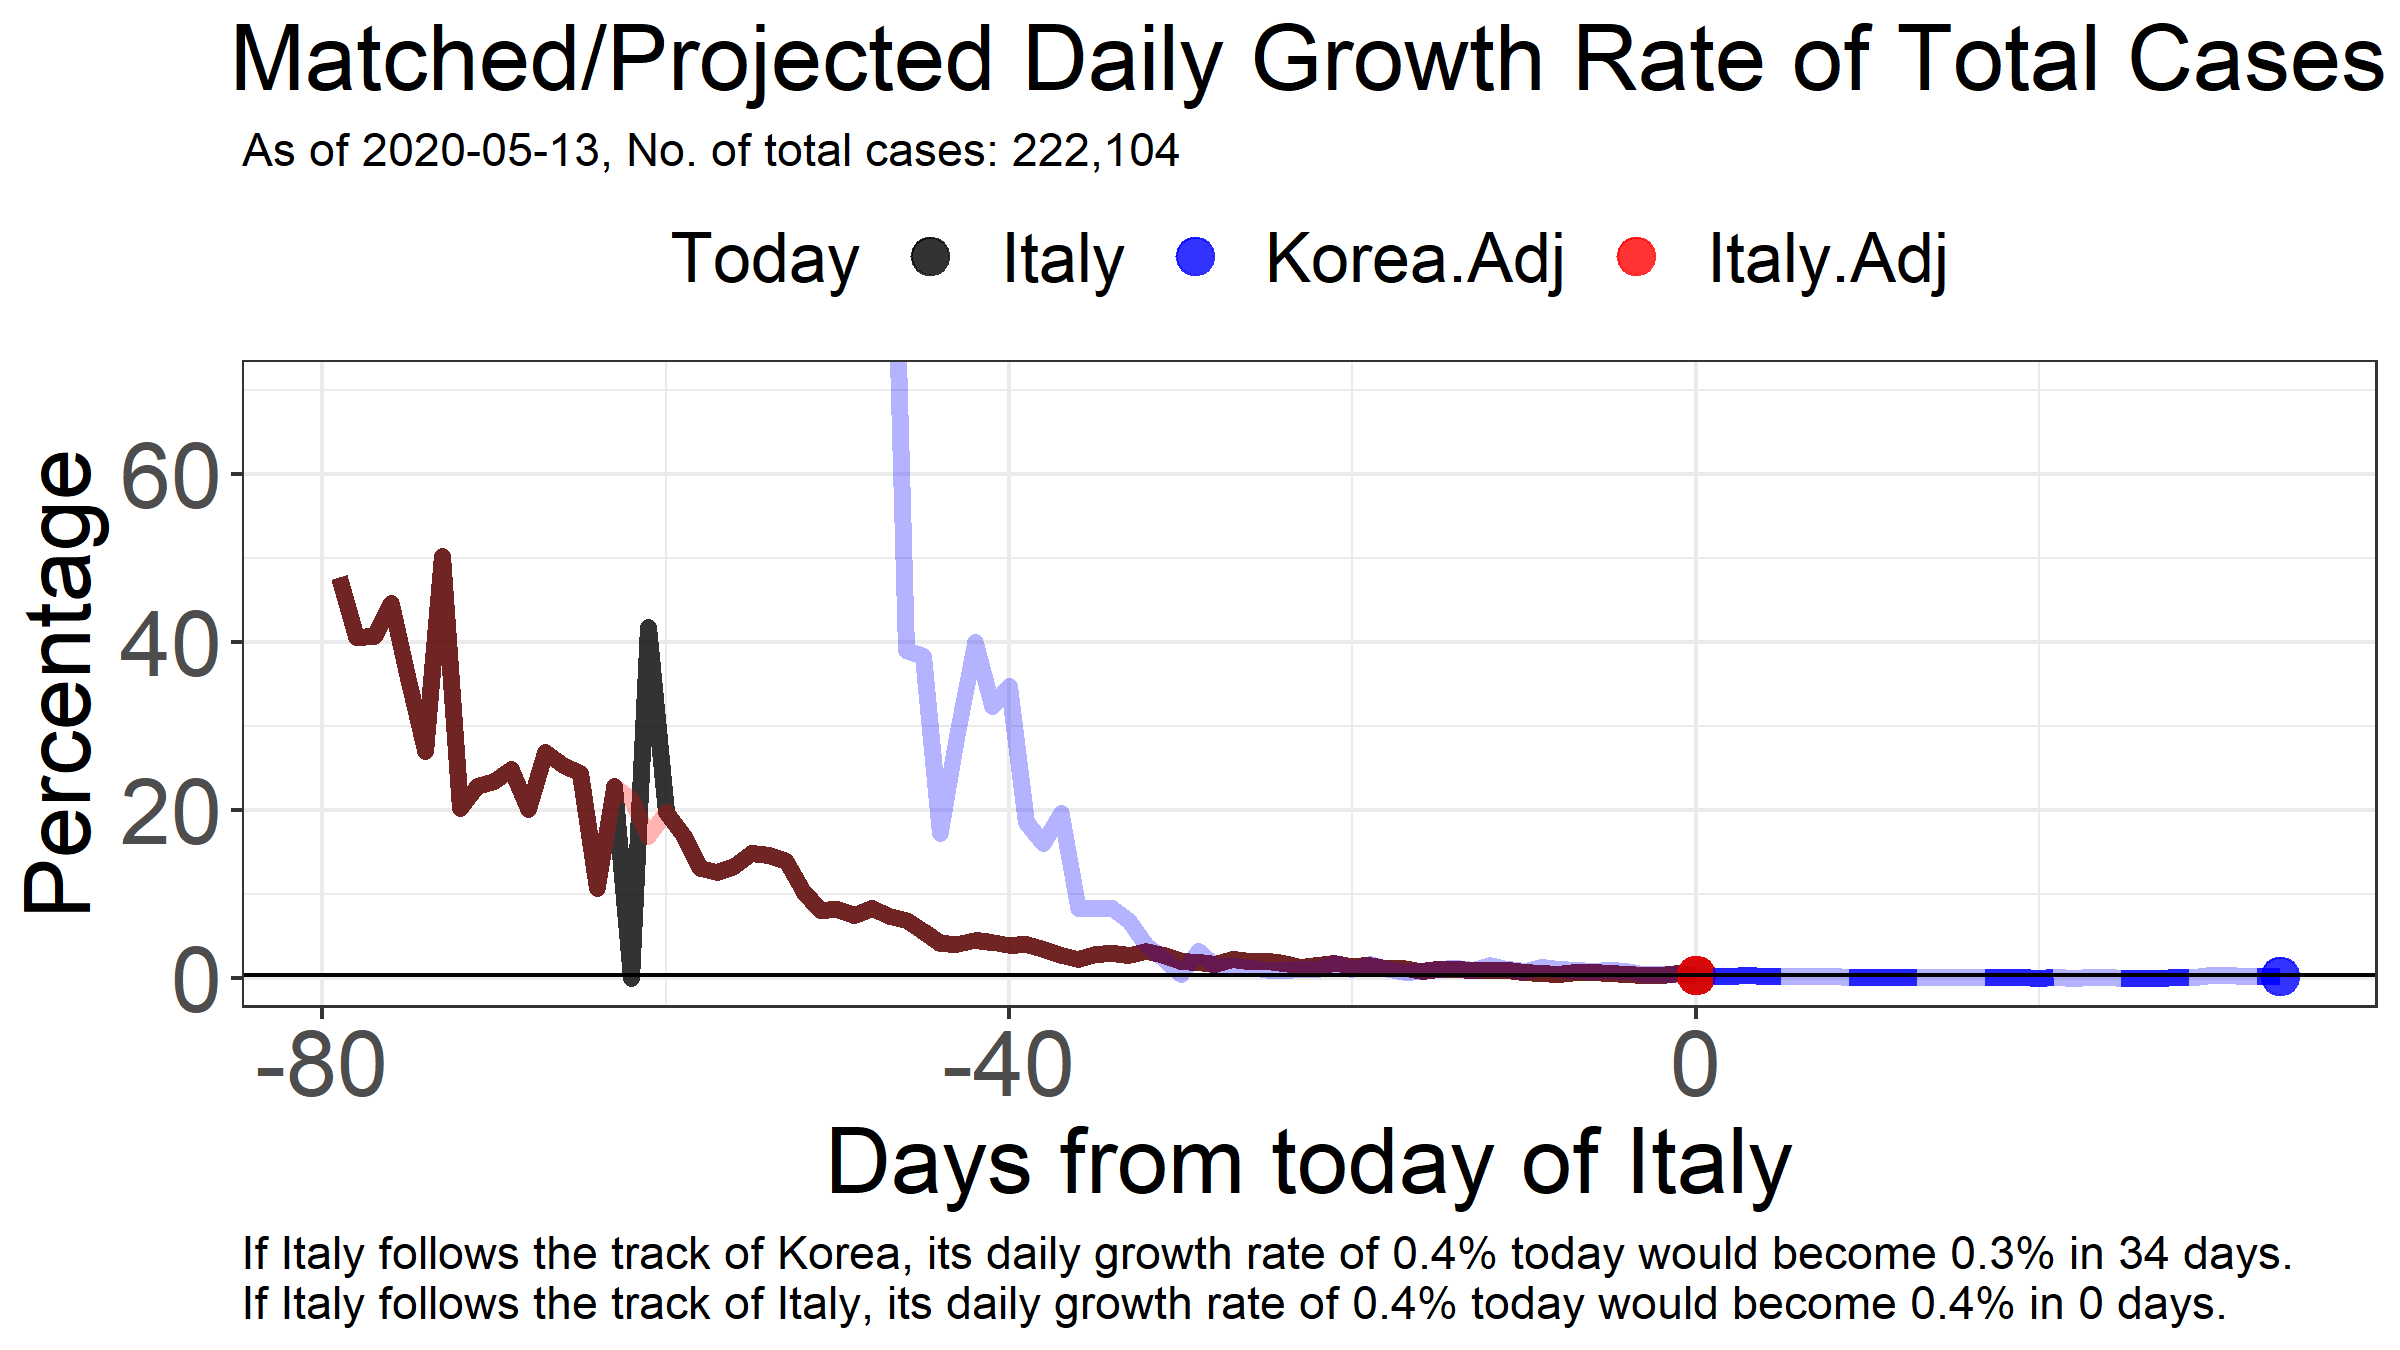 Matched/Projected Daily Growth Rate of Total Cases
As of 2020-05-13, No. of total cases: 222,104
Today Italy Korea.Adj Italy.Adj
Percentage
60
40
20
0
-80 -40 0
Days from today of Italy
If Italy follows the track of Korea, its daily growth rate of 0.4% today would become 0.3% in 34 days.
If Italy follows the track of Italy, its daily growth rate of 0.4% today would become 0.4% in 0 days.